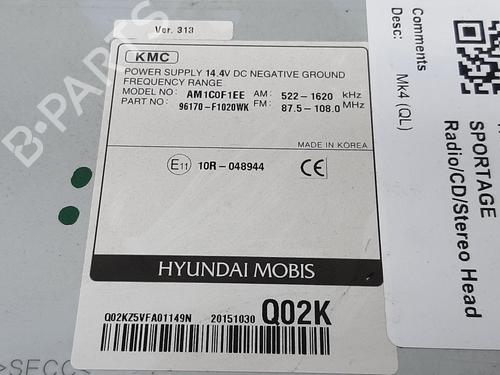 Ver. 313
KMC
POWER SUPPLY 14.4V DC NEGATIVE GROUND
FREQUENCY RANGE
MODEL NO: AM1C0F1EE AM: 522-1620 kHz
PART NO: 96170-F1020WK FM: 87.5-108.0 MHz
MADE IN KOREA
E11 10R-048944 CE
HYUNDAI MOBIS
Q02KZ5VFA01149N 20151030 Q02K
>SECC<
Comments
Desc: Mk4 (QL)
SPORTAGE
Radio/CD/Stereo Head
B-PARTS